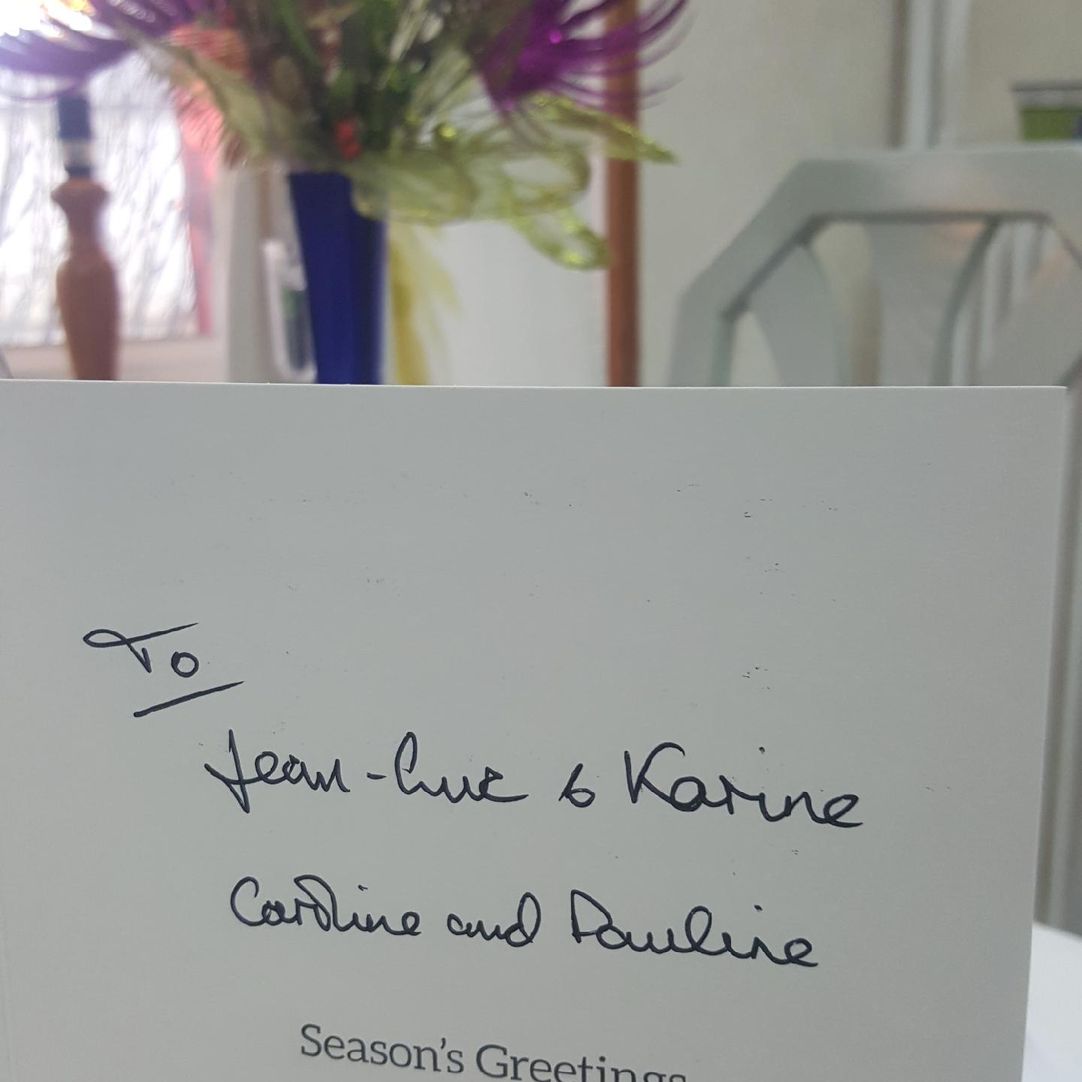 To
Jean-Luc & Karine
Caroline and Pauline
Season's Greetings